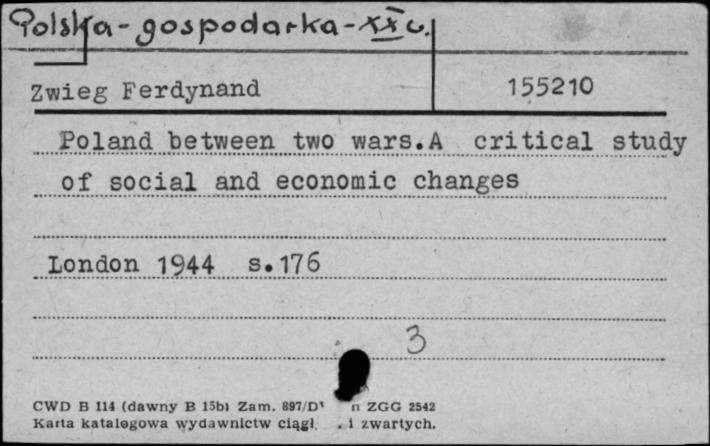 Polska-gospodarka-XX w.
Zwieg Ferdynand 155210
Poland between two wars.A critical study
of social and economic changes
London 1944 s.176
3
CWD B 114 (dawny B 15b) Zam. 897/D n ZGG 2542
Karta katalogowa wydawnictw ciągł. i zwartych.